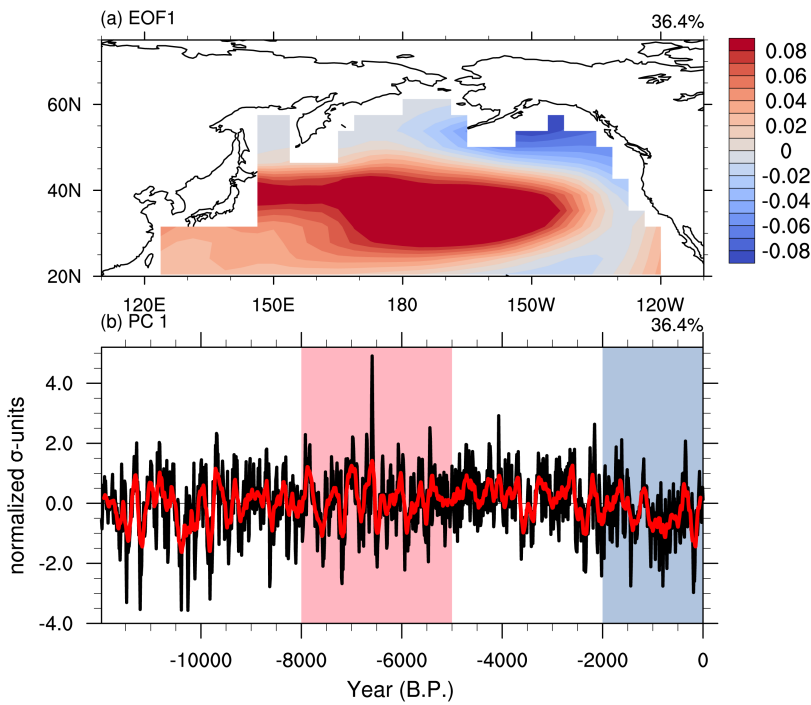 (a) EOF1 36.4%
0.08
0.06
0.04
0.02
0
-0.02
-0.04
-0.06
-0.08
60N
40N
20N
120E 150E 180 150W 120W
(b) PC 1 36.4%
4.0
2.0
0.0
-2.0
-4.0
normalized σ-units
-10000 -8000 -6000 -4000 -2000 0
Year (B.P.)